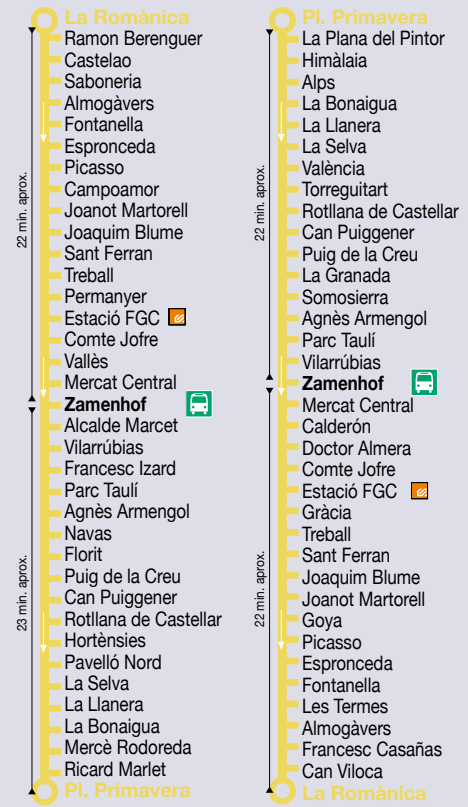 La Romànica
Ramon Berenguer
Castelao
Saboneria
Almogàvers
Fontanella
Espronceda
Picasso
Campoamor
Joanot Martorell
Joaquim Blume
Sant Ferran
Treball
Permanyer
Estació FGC
Comte Jofre
Vallès
Mercat Central
Zamenhof
Alcalde Marcet
Vilarrúbias
Francesc Izard
Parc Taulí
Agnès Armengol
Navas
Florit
Puig de la Creu
Can Puiggener
Rotllana de Castellar
Hortènsies
Pavelló Nord
La Selva
La Llanera
La Bonaigua
Mercè Rodoreda
Ricard Marlet
Pl. Primavera
22 min. aprox.
23 min. aprox.
Pl. Primavera
La Plana del Pintor
Himàlaia
Alps
La Bonaigua
La Llanera
La Selva
València
Torreguitart
Rotllana de Castellar
Can Puiggener
Puig de la Creu
La Granada
Somosierra
Agnès Armengol
Parc Taulí
Vilarrúbias
Zamenhof
Mercat Central
Calderón
Doctor Almera
Comte Jofre
Estació FGC
Gràcia
Treball
Sant Ferran
Joaquim Blume
Joanot Martorell
Goya
Picasso
Espronceda
Fontanella
Les Termes
Almogàvers
Francesc Casañas
Can Viloca
La Romànica
22 min. aprox.
22 min. aprox.